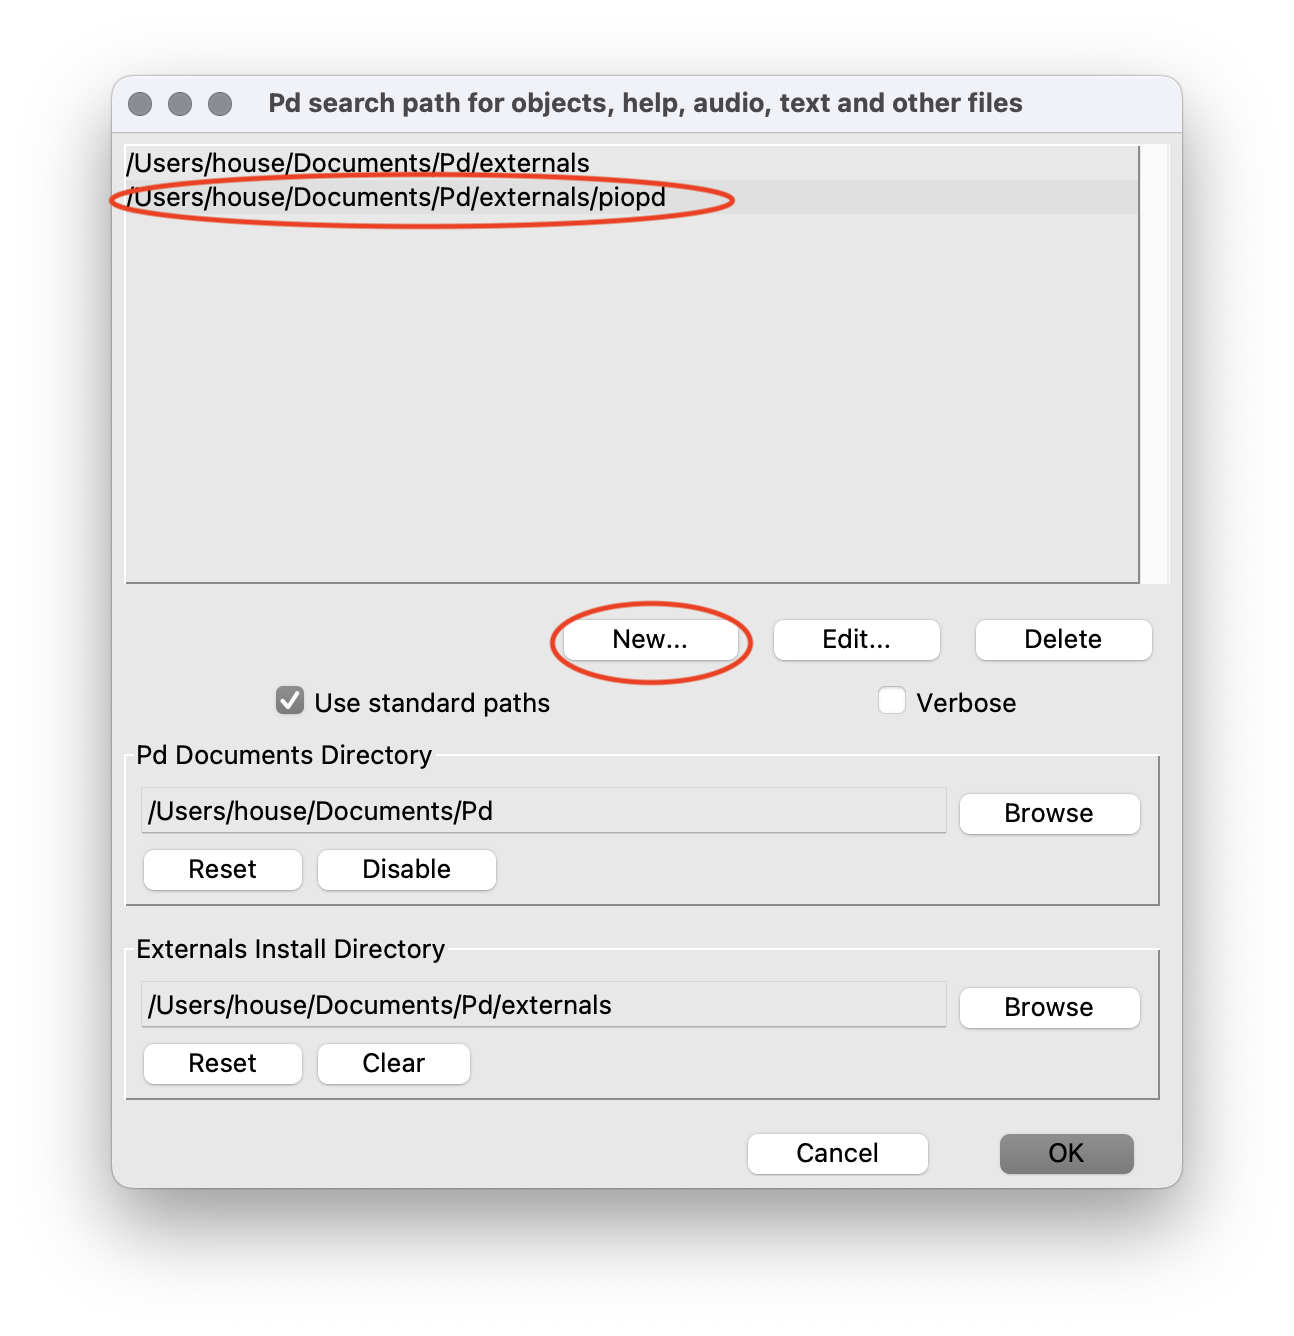 Pd search path for objects, help, audio, text and other files
/Users/house/Documents/Pd/externals
/Users/house/Documents/Pd/externals/piopd
New...
Edit...
Delete
Use standard paths
Verbose
Pd Documents Directory
/Users/house/Documents/Pd
Browse
Reset
Disable
Externals Install Directory
/Users/house/Documents/Pd/externals
Browse
Reset
Clear
Cancel
OK